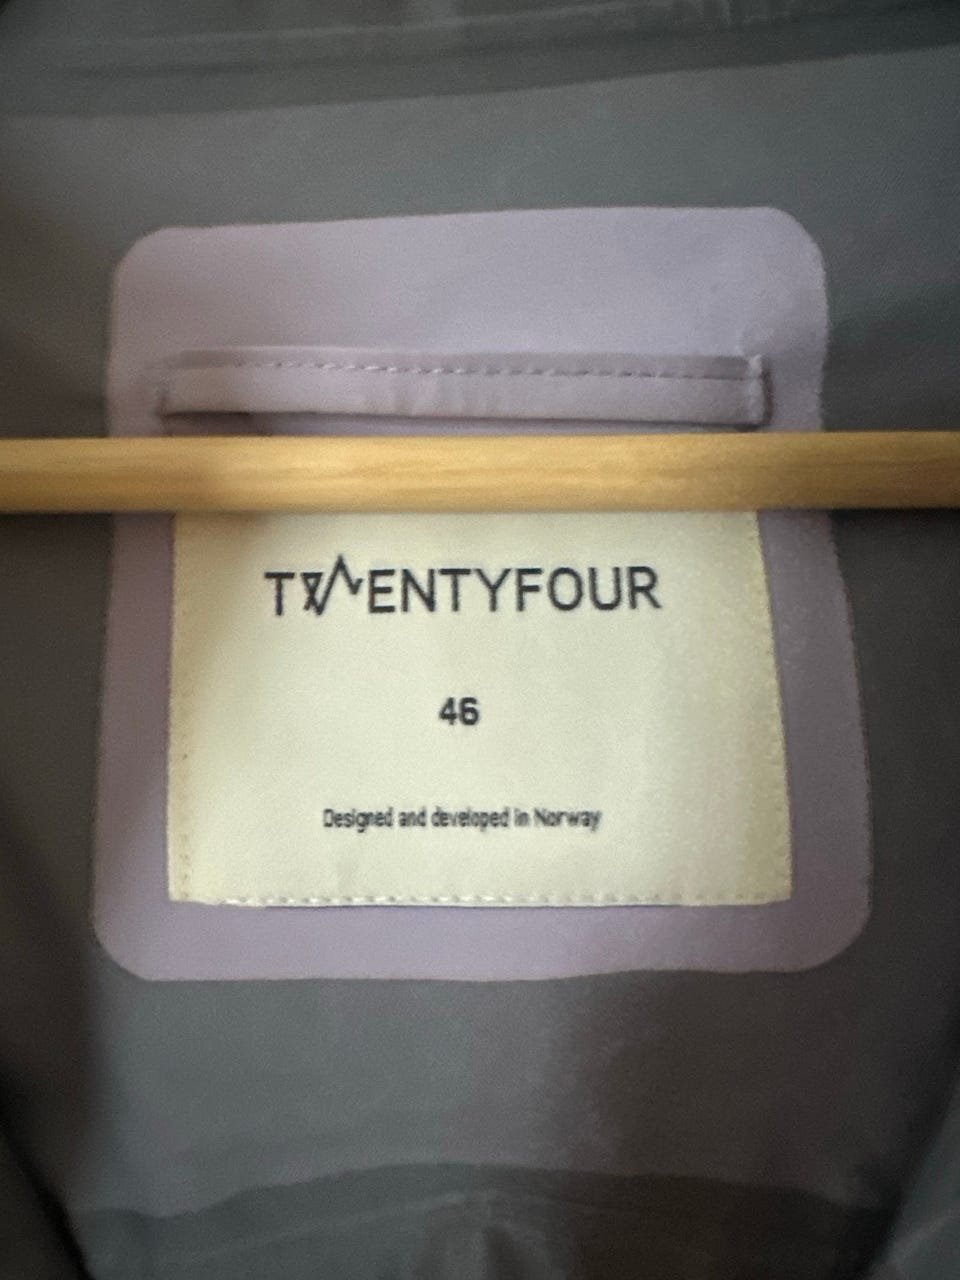 TWENTYFOUR
46
Designed and developed in Norway